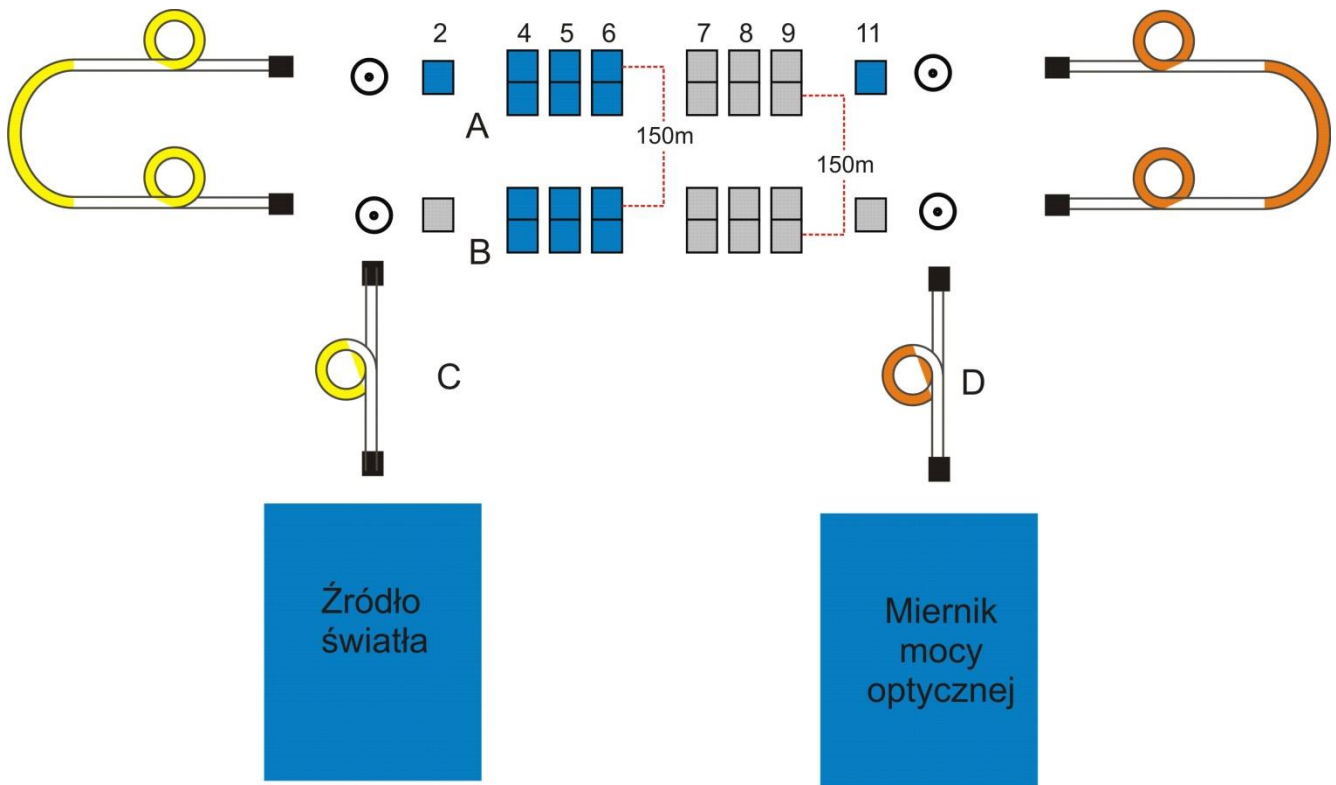 2 4 5 6 7 8 9 11
A
150m
150m
B
C
D
Źródło
światła
Miernik
mocy
optycznej